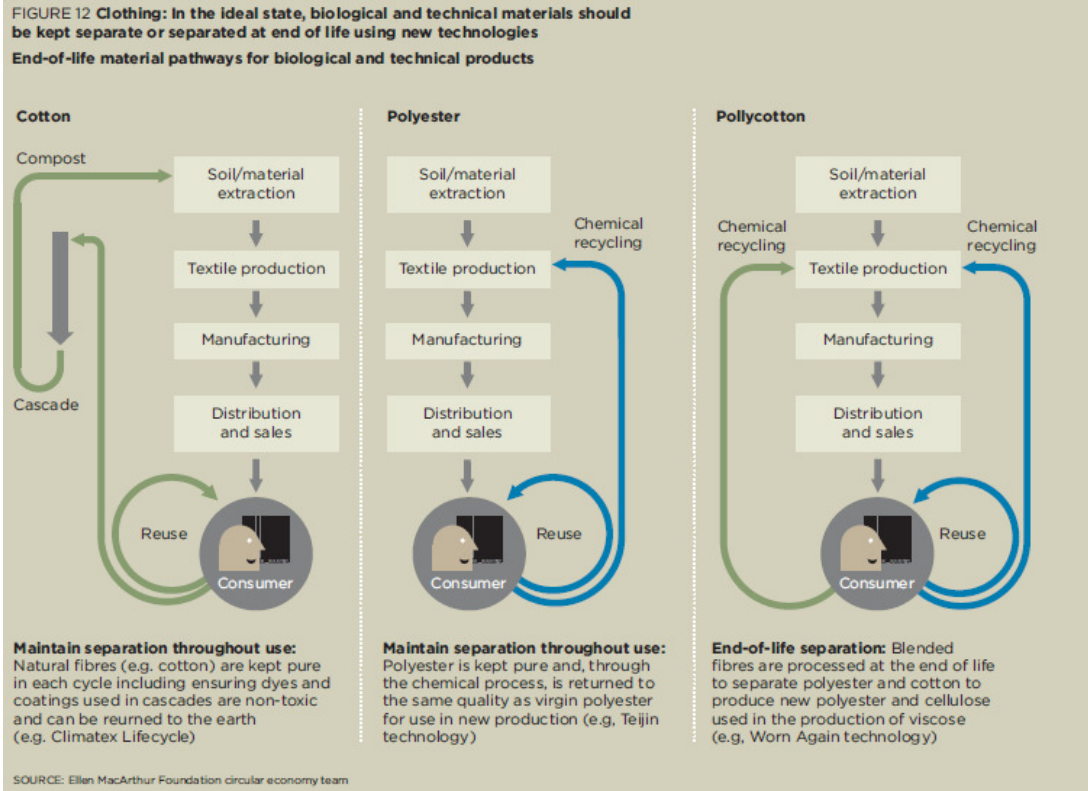 FIGURE 12 Clothing: In the ideal state, biological and technical materials should
be kept separate or separated at end of life using new technologies
End-of-life material pathways for biological and technical products
Cotton
Compost
Soil/material
extraction
Textile production
Manufacturing
Distribution
and sales
Cascade
Reuse
Consumer
Maintain separation throughout use:
Natural fibres (e.g. cotton) are kept pure
in each cycle including ensuring dyes and
coatings used in cascades are non-toxic
and can be reurned to the earth
(e.g. Climatex Lifecycle)
Polyester
Soil/material
extraction
Chemical
recycling
Textile production
Manufacturing
Distribution
and sales
Reuse
Consumer
Maintain separation throughout use:
Polyester is kept pure and, through
the chemical process, is returned to
the same quality as virgin polyester
for use in new production (e.g, Teijin
technology)
Pollycotton
Soil/material
extraction
Chemical
recycling
Chemical
recycling
Textile production
Manufacturing
Distribution
and sales
Reuse
Consumer
End-of-life separation: Blended
fibres are processed at the end of life
to separate polyester and cotton to
produce new polyester and cellulose
used in the production of viscose
(e.g, Worn Again technology)
SOURCE: Ellen MacArthur Foundation circular economy team